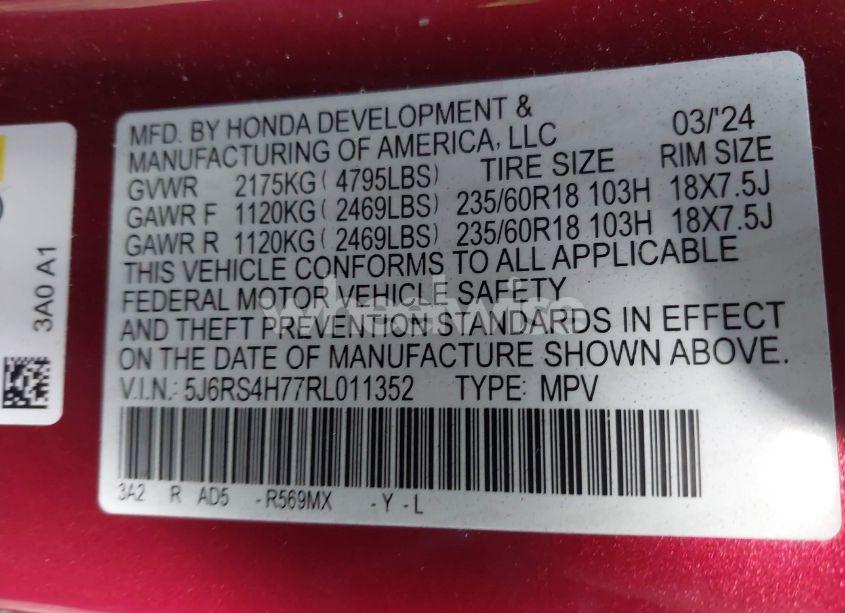 MFD. BY HONDA DEVELOPMENT &
MANUFACTURING OF AMERICA, LLC 03/'24
GVWR 2175KG ( 4795LBS) TIRE SIZE RIM SIZE
GAWR F 1120KG ( 2469LBS) 235/60R18 103H 18X7.5J
GAWR R 1120KG ( 2469LBS) 235/60R18 103H 18X7.5J
THIS VEHICLE CONFORMS TO ALL APPLICABLE
FEDERAL MOTOR VEHICLE SAFETY
AND THEFT PREVENTION STANDARDS IN EFFECT
ON THE DATE OF MANUFACTURE SHOWN ABOVE.
V.I.N.: 5J6RS4H77RL011352 TYPE: MPV
3A2 R AD5 -R569MX -Y -L
3A0 A1